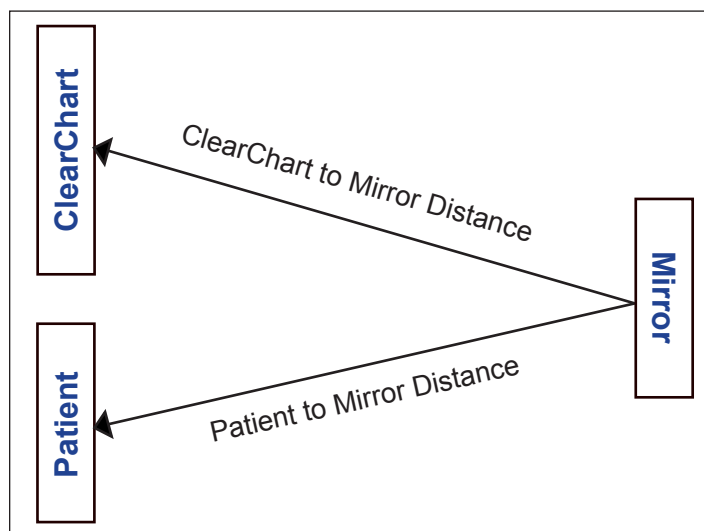 ClearChart
ClearChart to Mirror Distance
Mirror
Patient to Mirror Distance
Patient